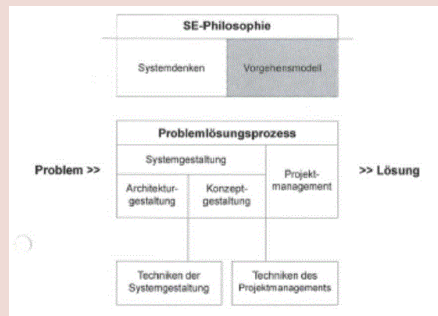 SE-Philosophie
Systemdenken
Vorgehensmodell
Problemlösungsprozess
Systemgestaltung
Problem >>
Projekt-
management
>> Lösung
Architektur-
gestaltung
Konzept-
gestaltung
Techniken der
Systemgestaltung
Techniken des
Projektmanagements